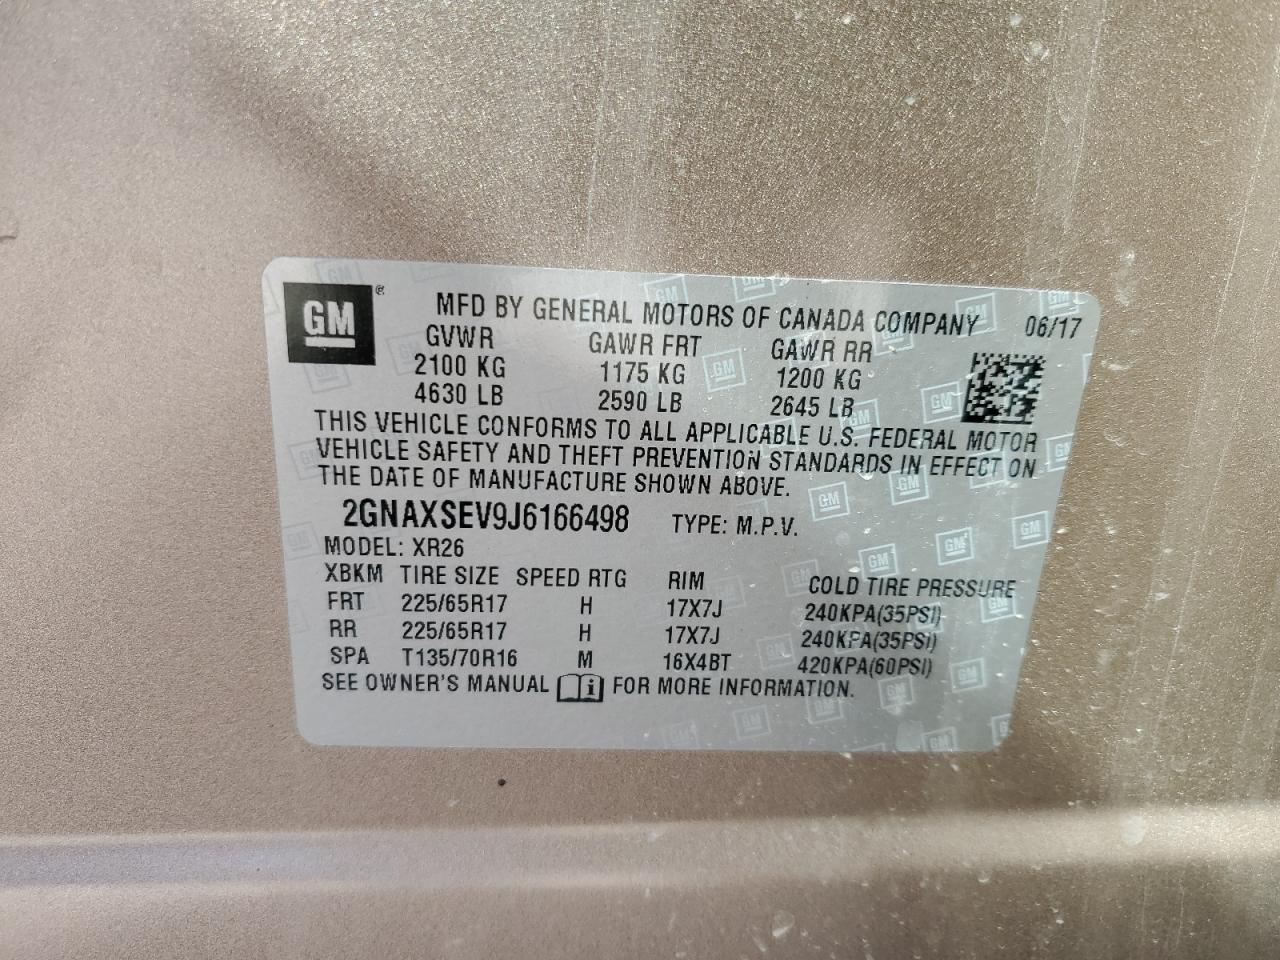 GM ®
MFD BY GENERAL MOTORS OF CANADA COMPANY 06/17
GVWR GAWR FRT GAWR RR
2100 KG 1175 KG 1200 KG
4630 LB 2590 LB 2645 LB
THIS VEHICLE CONFORMS TO ALL APPLICABLE U.S. FEDERAL MOTOR
VEHICLE SAFETY AND THEFT PREVENTION STANDARDS IN EFFECT ON
THE DATE OF MANUFACTURE SHOWN ABOVE.
2GNAXSEV9J6166498 TYPE: M.P.V.
MODEL: XR26
XBKM TIRE SIZE SPEED RTG RIM COLD TIRE PRESSURE
FRT 225/65R17 H 17X7J 240KPA(35PSI)
RR 225/65R17 H 17X7J 240KPA(35PSI)
SPA T135/70R16 M 16X4BT 420KPA(60PSI)
SEE OWNER'S MANUAL i FOR MORE INFORMATION.